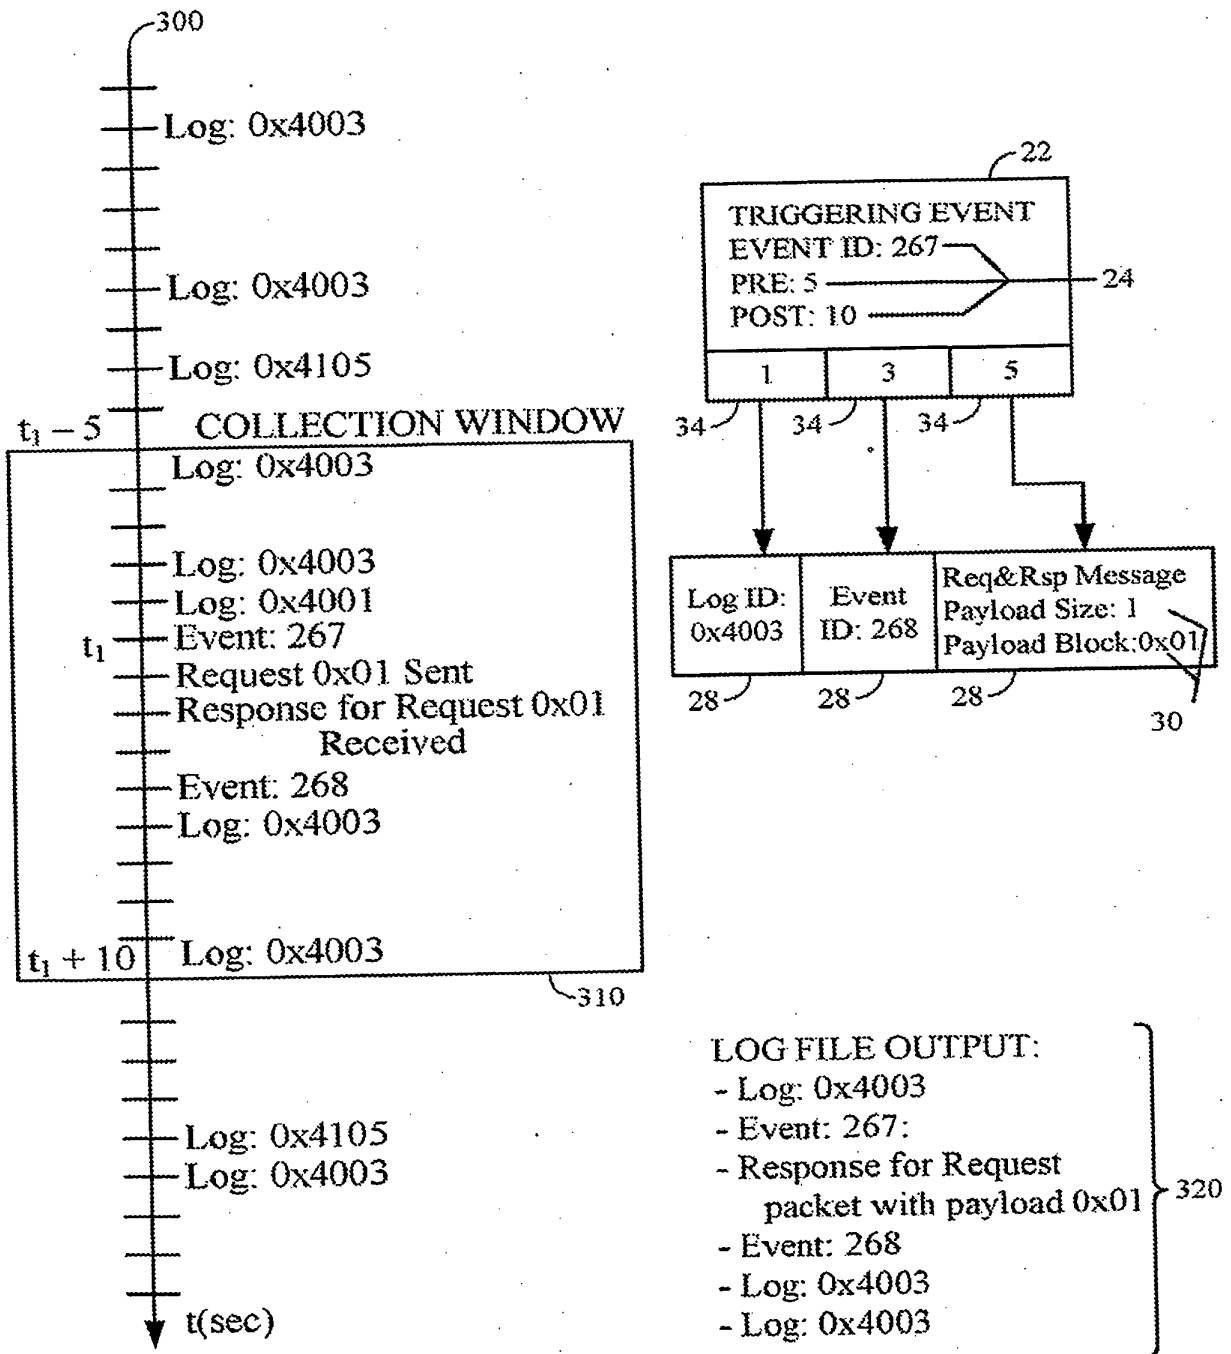 300
Log: 0x4003
Log: 0x4003
Log: 0x4105
t1 – 5
COLLECTION WINDOW
Log: 0x4003
Log: 0x4003
Log: 0x4001
t1
Event: 267
Request 0x01 Sent
Response for Request 0x01
Received
Event: 268
Log: 0x4003
t1 + 10
Log: 0x4003
310
Log: 0x4105
Log: 0x4003
t(sec)
22
TRIGGERING EVENT
EVENT ID: 267
PRE: 5
24
POST: 10
1 3 5
34 34 34
Log ID:
0x4003
Event
ID: 268
Req&Rsp Message
Payload Size: 1
Payload Block:0x01
28 28 28
30
LOG FILE OUTPUT:
- Log: 0x4003
- Event: 267:
- Response for Request
packet with payload 0x01
- Event: 268
- Log: 0x4003
- Log: 0x4003
320